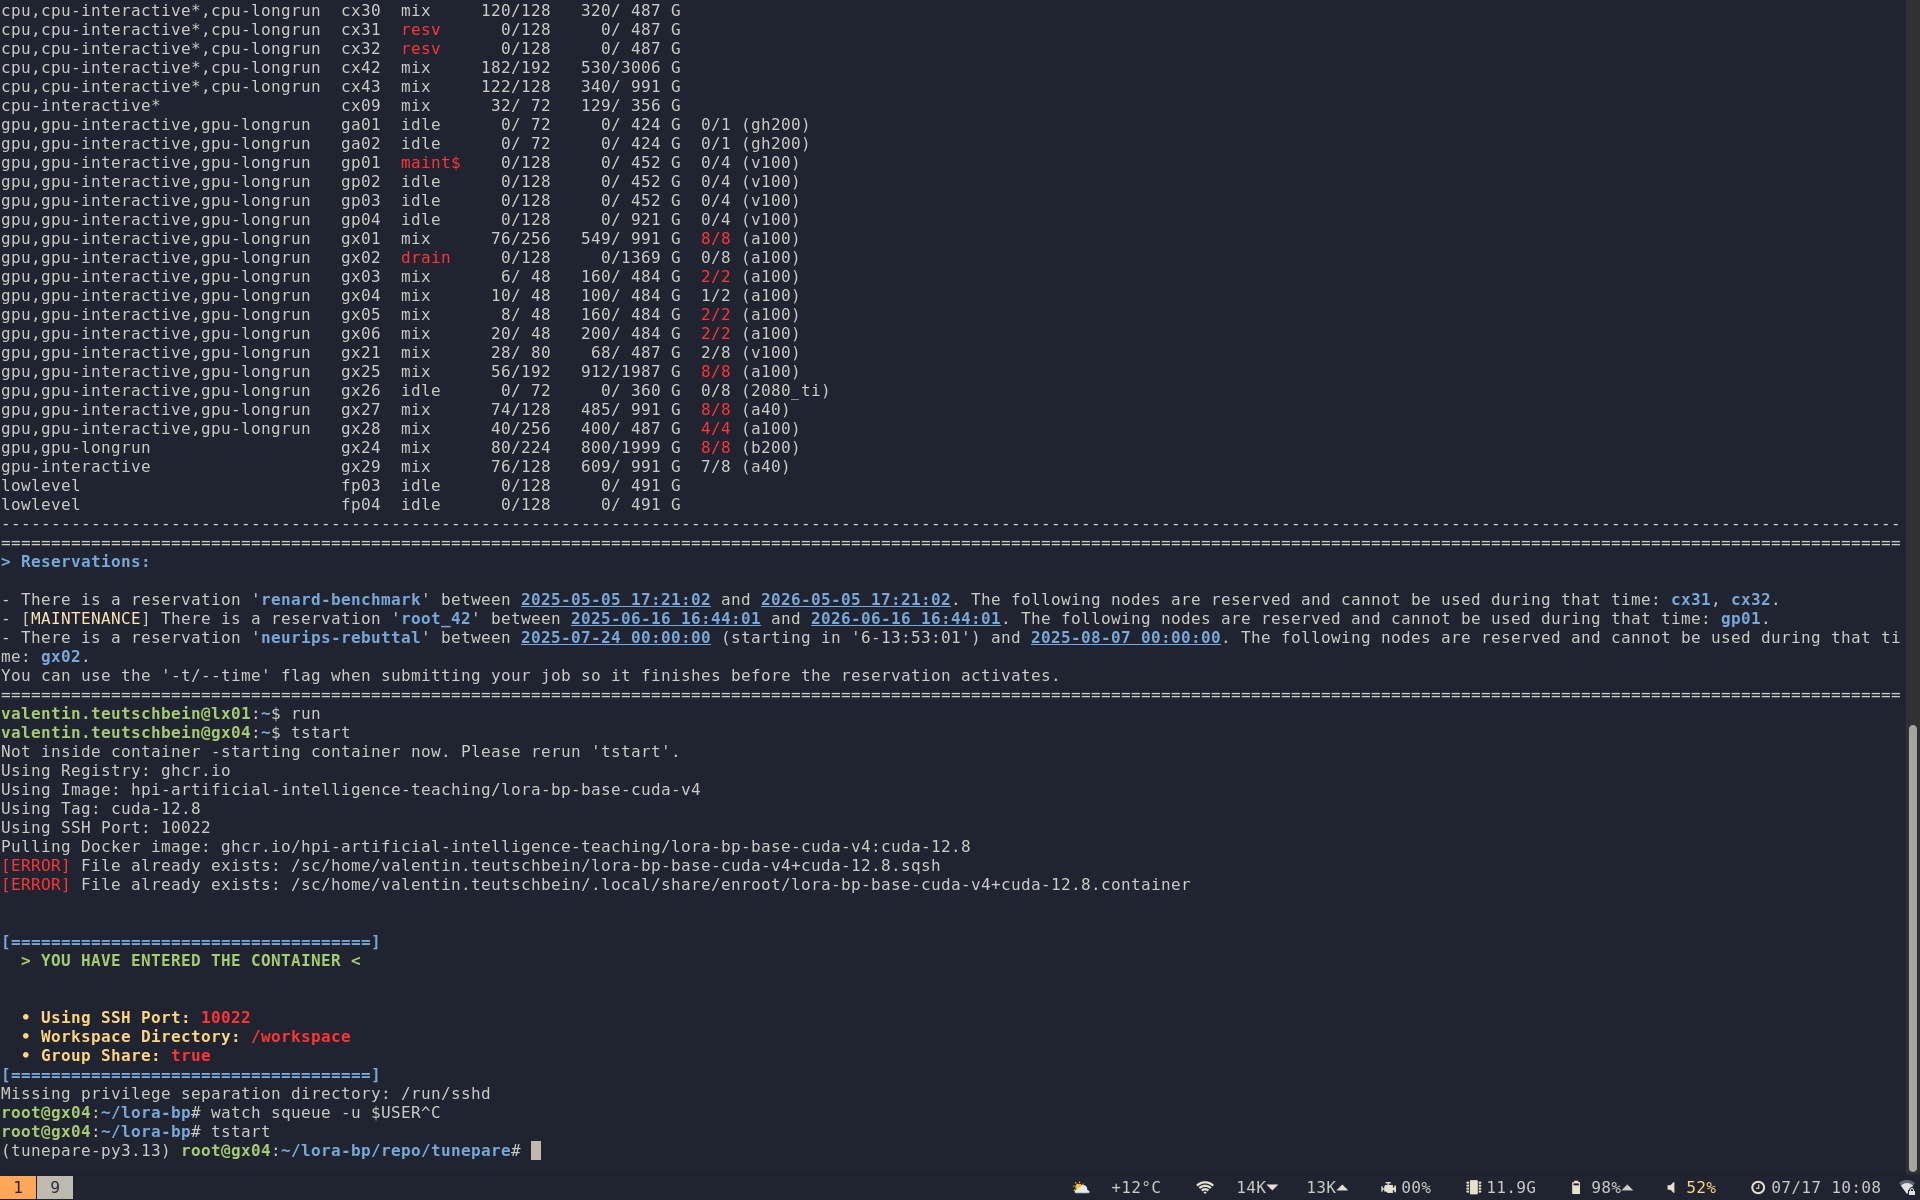 cpu,cpu-interactive*,cpu-longrun  cx30  mix     120/128   320/ 487 G
cpu,cpu-interactive*,cpu-longrun  cx31  resv      0/128     0/ 487 G
cpu,cpu-interactive*,cpu-longrun  cx32  resv      0/128     0/ 487 G
cpu,cpu-interactive*,cpu-longrun  cx42  mix     182/192   530/3006 G
cpu,cpu-interactive*,cpu-longrun  cx43  mix     122/128   340/ 991 G
cpu-interactive*                  cx09  mix      32/ 72   129/ 356 G
gpu,gpu-interactive,gpu-longrun   ga01  idle      0/ 72     0/ 424 G  0/1 (gh200)
gpu,gpu-interactive,gpu-longrun   ga02  idle      0/ 72     0/ 424 G  0/1 (gh200)
gpu,gpu-interactive,gpu-longrun   gp01  maint$    0/128     0/ 452 G  0/4 (v100)
gpu,gpu-interactive,gpu-longrun   gp02  idle      0/128     0/ 452 G  0/4 (v100)
gpu,gpu-interactive,gpu-longrun   gp03  idle      0/128     0/ 452 G  0/4 (v100)
gpu,gpu-interactive,gpu-longrun   gp04  idle      0/128     0/ 921 G  0/4 (v100)
gpu,gpu-interactive,gpu-longrun   gx01  mix      76/256   549/ 991 G  8/8 (a100)
gpu,gpu-interactive,gpu-longrun   gx02  drain     0/128     0/1369 G  0/8 (a100)
gpu,gpu-interactive,gpu-longrun   gx03  mix       6/ 48   160/ 484 G  2/2 (a100)
gpu,gpu-interactive,gpu-longrun   gx04  mix      10/ 48   100/ 484 G  1/2 (a100)
gpu,gpu-interactive,gpu-longrun   gx05  mix       8/ 48   160/ 484 G  2/2 (a100)
gpu,gpu-interactive,gpu-longrun   gx06  mix      20/ 48   200/ 484 G  2/2 (a100)
gpu,gpu-interactive,gpu-longrun   gx21  mix      28/ 80    68/ 487 G  2/8 (v100)
gpu,gpu-interactive,gpu-longrun   gx25  mix      56/192   912/1987 G  8/8 (a100)
gpu,gpu-interactive,gpu-longrun   gx26  idle      0/ 72     0/ 360 G  0/8 (2080_ti)
gpu,gpu-interactive,gpu-longrun   gx27  mix      74/128   485/ 991 G  8/8 (a40)
gpu,gpu-interactive,gpu-longrun   gx28  mix      40/256   400/ 487 G  4/4 (a100)
gpu,gpu-longrun                   gx24  mix      80/224   800/1999 G  8/8 (b200)
gpu-interactive                   gx29  mix      76/128   609/ 991 G  7/8 (a40)
lowlevel                          fp03  idle      0/128     0/ 491 G
lowlevel                          fp04  idle      0/128     0/ 491 G
> Reservations:
- There is a reservation 'renard-benchmark' between 2025-05-05 17:21:02 and 2026-05-05 17:21:02. The following nodes are reserved and cannot be used during that time: cx31, cx32.
- [MAINTENANCE] There is a reservation 'root_42' between 2025-06-16 16:44:01 and 2026-06-16 16:44:01. The following nodes are reserved and cannot be used during that time: gp01.
- There is a reservation 'neurips-rebuttal' between 2025-07-24 00:00:00 (starting in '6-13:53:01') and 2025-08-07 00:00:00. The following nodes are reserved and cannot be used during that ti
me: gx02.
You can use the '-t/--time' flag when submitting your job so it finishes before the reservation activates.
valentin.teutschbein@lx01:~$ run
valentin.teutschbein@gx04:~$ tstart
Not inside container -starting container now. Please rerun 'tstart'.
Using Registry: ghcr.io
Using Image: hpi-artificial-intelligence-teaching/lora-bp-base-cuda-v4
Using Tag: cuda-12.8
Using SSH Port: 10022
Pulling Docker image: ghcr.io/hpi-artificial-intelligence-teaching/lora-bp-base-cuda-v4:cuda-12.8
[ERROR] File already exists: /sc/home/valentin.teutschbein/lora-bp-base-cuda-v4+cuda-12.8.sqsh
[ERROR] File already exists: /sc/home/valentin.teutschbein/.local/share/enroot/lora-bp-base-cuda-v4+cuda-12.8.container
[====================================]
> YOU HAVE ENTERED THE CONTAINER <
• Using SSH Port: 10022
• Workspace Directory: /workspace
• Group Share: true
[====================================]
Missing privilege separation directory: /run/sshd
root@gx04:~/lora-bp# watch squeue -u $USER^C
root@gx04:~/lora-bp# tstart
(tunepare-py3.13) root@gx04:~/lora-bp/repo/tunepare#
1 9 +12°C 14K 13K 00% 11.9G 98% 52% 07/17 10:08